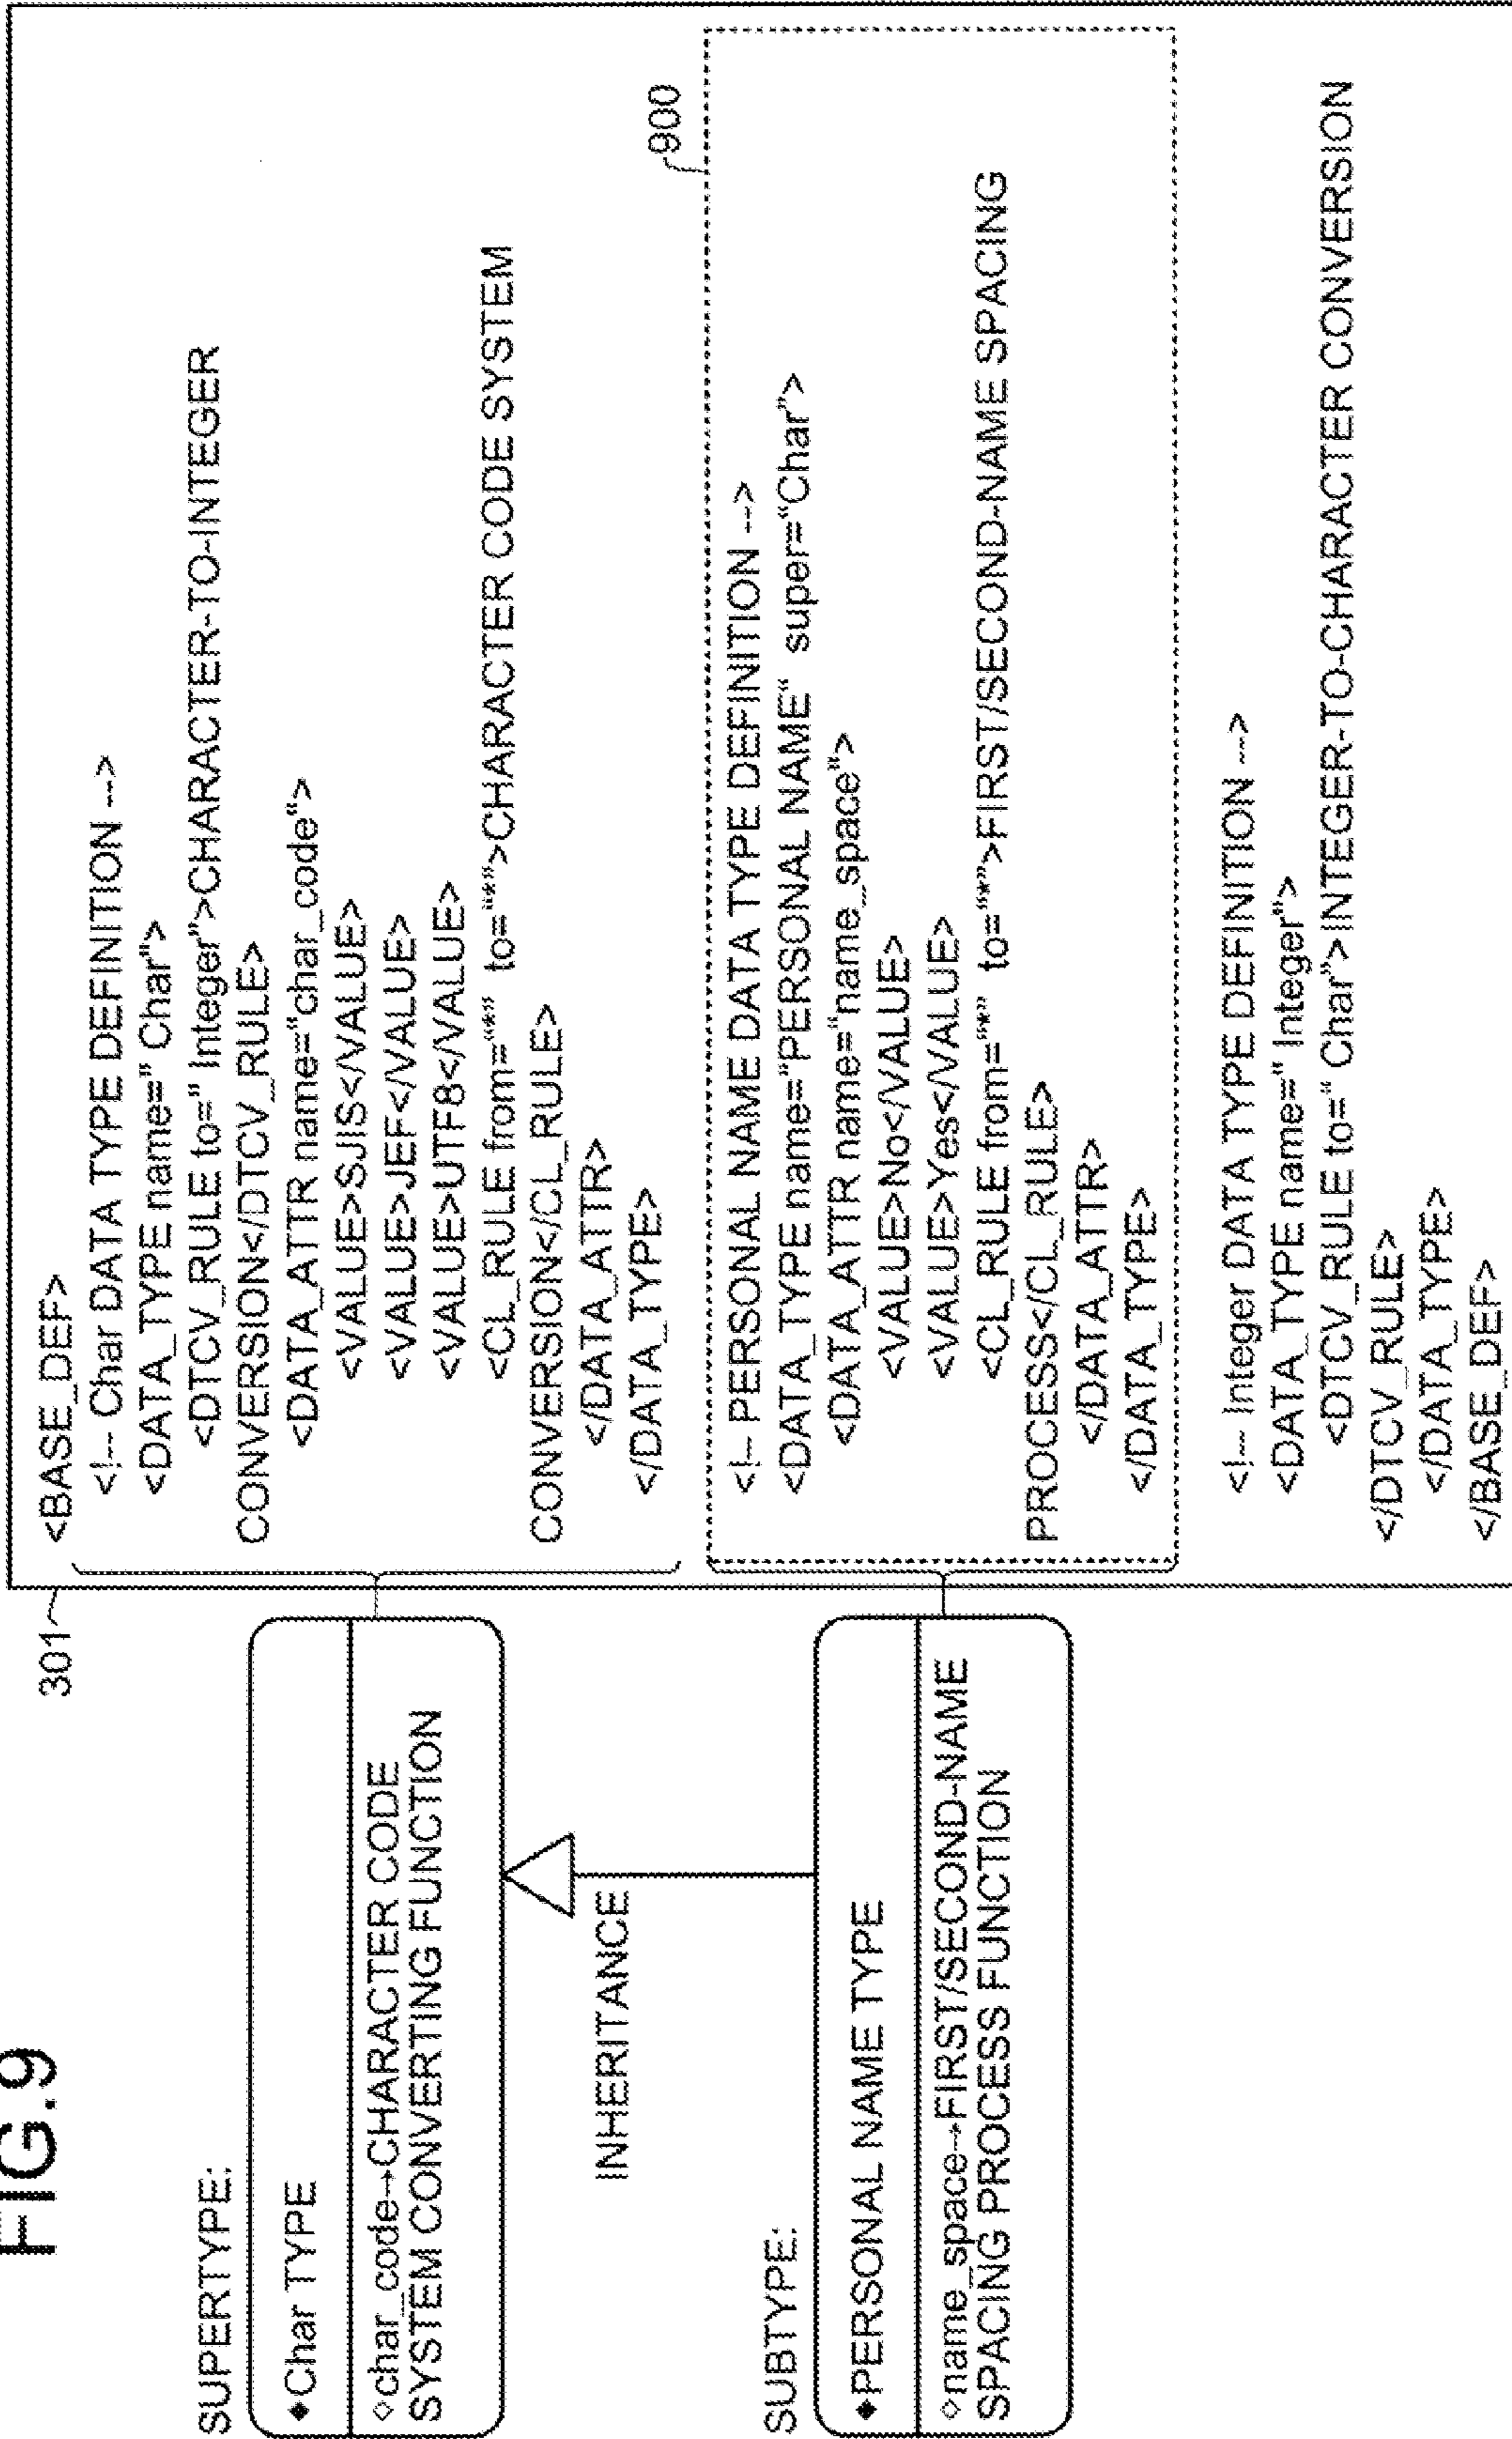 FIG.9
SUPERTYPE:
◆Char TYPE
◇char_code→CHARACTER CODE
SYSTEM CONVERTING FUNCTION
INHERITANCE
SUBTYPE:
◆PERSONAL NAME TYPE
◇name_space→FIRST/SECOND-NAME
SPACING PROCESS FUNCTION
301
<BASE_DEF>
<!-- Char DATA TYPE DEFINITION -->
<DATA_TYPE name=" Char">
<DTCV_RULE to=" Integer">CHARACTER-TO-INTEGER
CONVERSION</DTCV_RULE>
<DATA_ATTR name="char_code">
<VALUE>SJIS</VALUE>
<VALUE>JEF</VALUE>
<VALUE>UTF8</VALUE>
<CL_RULE from="*" to="*">CHARACTER CODE SYSTEM
CONVERSION</CL_RULE>
</DATA_ATTR>
</DATA_TYPE>
900
<!-- PERSONAL NAME DATA TYPE DEFINITION -->
<DATA_TYPE name="PERSONAL NAME" super="Char">
<DATA_ATTR name="name_space">
<VALUE>No</VALUE>
<VALUE>Yes</VALUE>
<CL_RULE from="*" to="*">FIRST/SECOND-NAME SPACING
PROCESS</CL_RULE>
</DATA_ATTR>
</DATA_TYPE>
<!-- Integer DATA TYPE DEFINITION -->
<DATA_TYPE name=" Integer">
<DTCV_RULE to=" Char">INTEGER-TO-CHARACTER CONVERSION
</DTCV_RULE>
</DATA_TYPE>
</BASE_DEF>